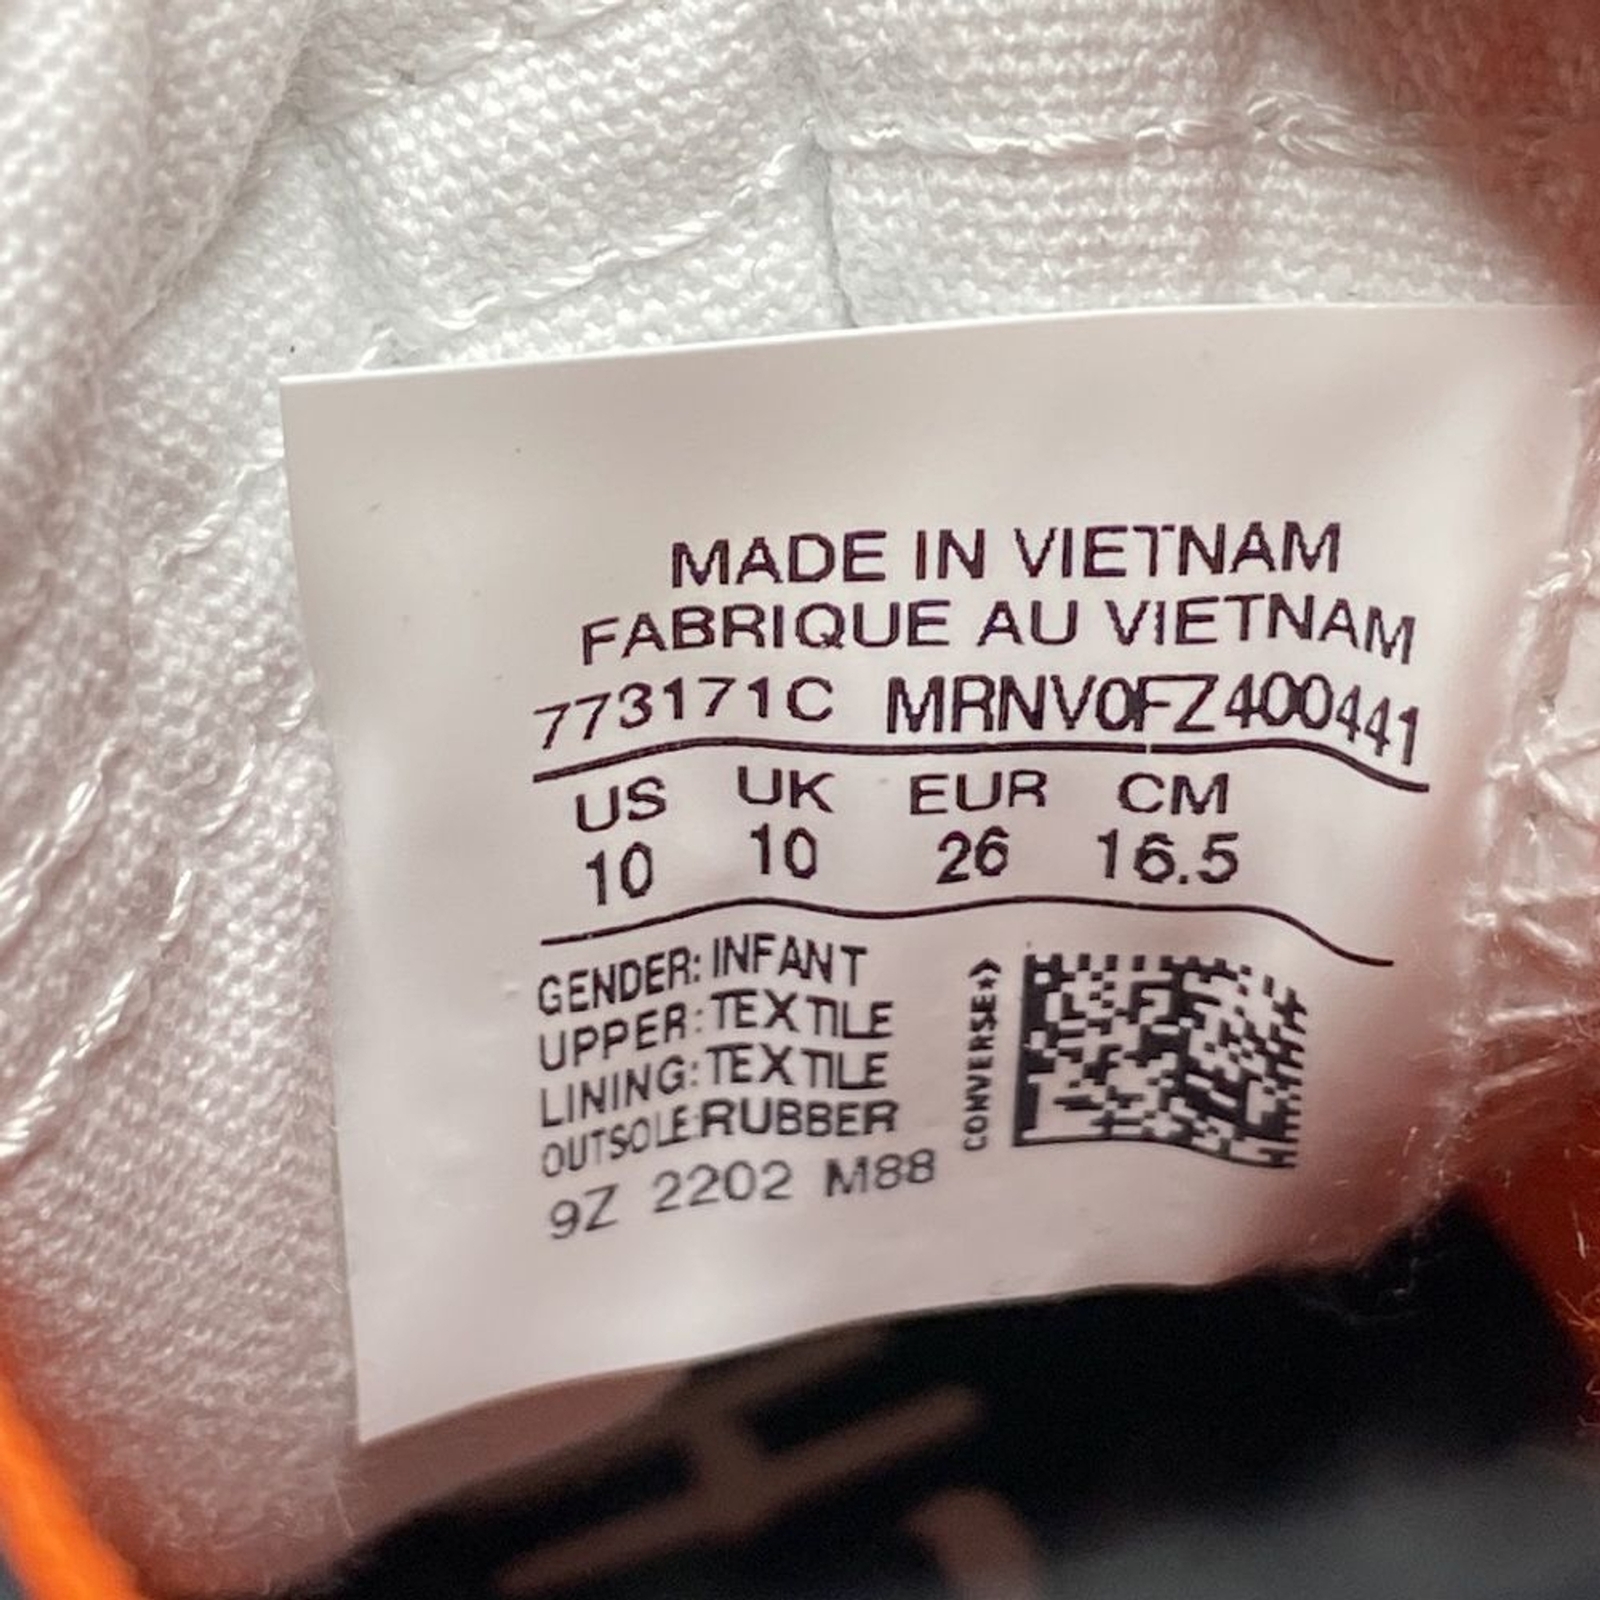 MADE IN VIETNAM
FABRIQUE AU VIETNAM
773171C MRNV0FZ400441
US UK EUR CM
10 10 26 16.5
GENDER: INFANT
UPPER: TEXTILE
LINING: TEXTILE
OUTSOLE: RUBBER
9Z 2202 M88
CONVERSE